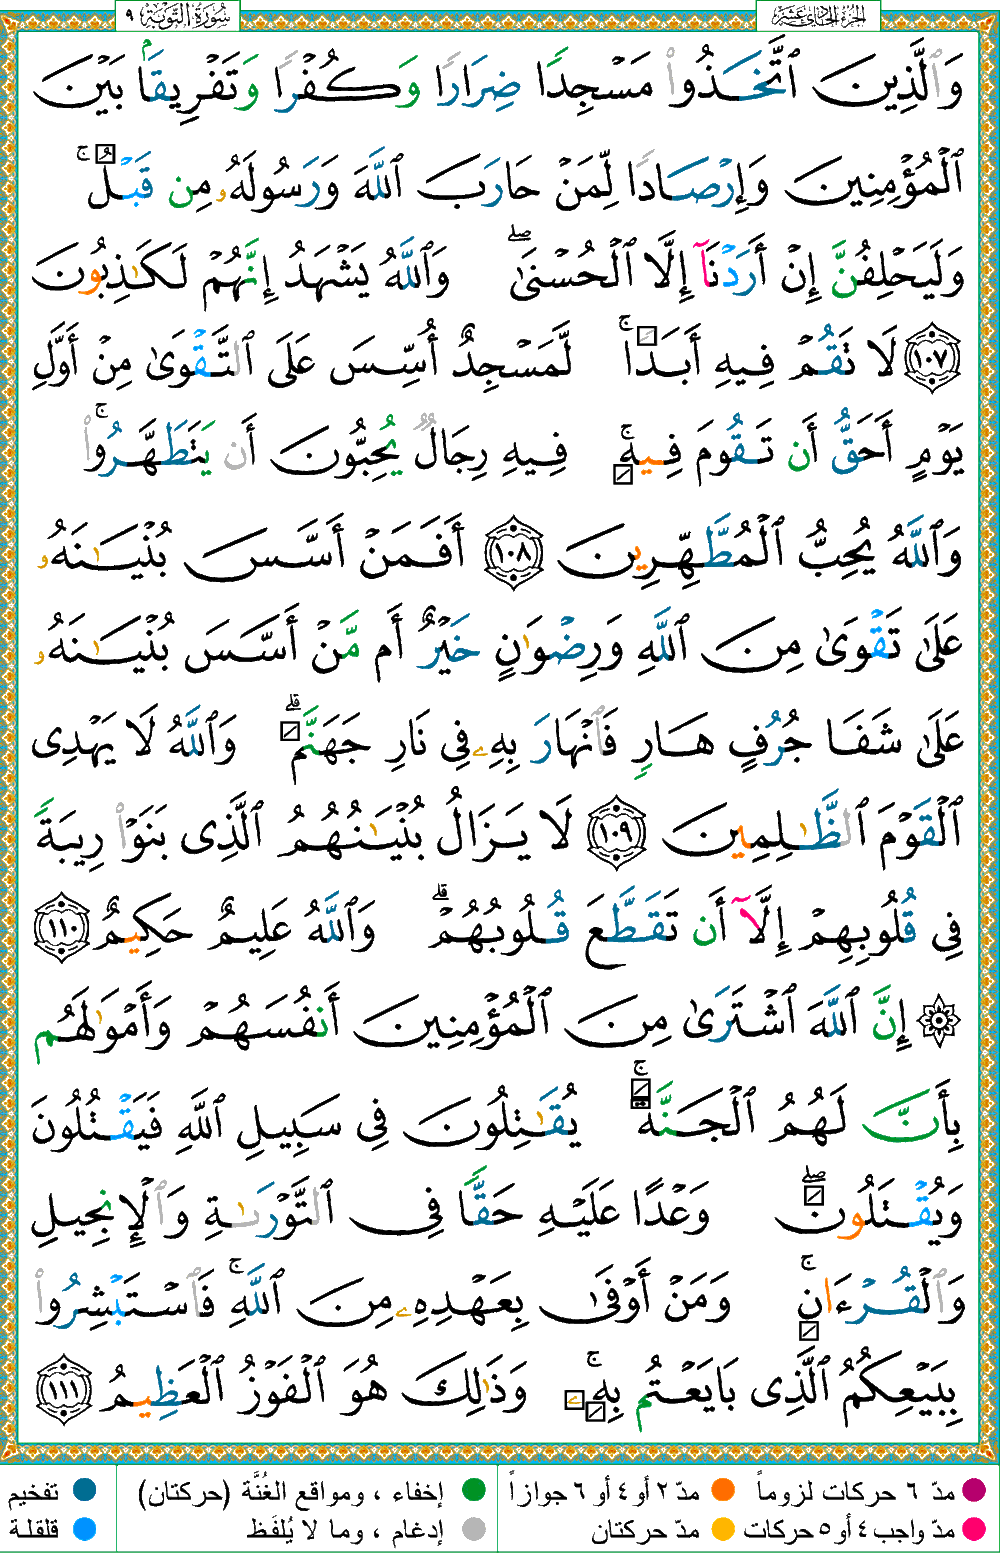 سُورَةُ التَّوْبَة ٩
الجُزْءُ الحَادِى عَشَرَ
وَٱلَّذِينَ ٱتَّخَذُوا۟ مَسْجِدًا ضِرَارًا وَكُفْرًا وَتَفْرِيقًۢا بَيْنَ
ٱلْمُؤْمِنِينَ وَإِرْصَادًا لِّمَنْ حَارَبَ ٱللَّهَ وَرَسُولَهُۥ مِن قَبْلُ ۚ
وَلَيَحْلِفُنَّ إِنْ أَرَدْنَآ إِلَّا ٱلْحُسْنَىٰ ۖ وَٱللَّهُ يَشْهَدُ إِنَّهُمْ لَكَـٰذِبُونَ
١٠٧ لَا تَقُمْ فِيهِ أَبَدًا ۚ لَّمَسْجِدٌ أُسِّسَ عَلَى ٱلتَّقْوَىٰ مِنْ أَوَّلِ
يَوْمٍ أَحَقُّ أَن تَقُومَ فِيهِ ۚ فِيهِ رِجَالٌ يُحِبُّونَ أَن يَتَطَهَّرُوا۟ ۚ
وَٱللَّهُ يُحِبُّ ٱلْمُطَّهِّرِينَ ١٠٨ أَفَمَنْ أَسَّسَ بُنْيَـٰنَهُۥ
عَلَىٰ تَقْوَىٰ مِنَ ٱللَّهِ وَرِضْوَٰنٍ خَيْرٌ أَم مَّنْ أَسَّسَ بُنْيَـٰنَهُۥ
عَلَىٰ شَفَا جُرُفٍ هَارٍ فَٱنْهَارَ بِهِۦ فِى نَارِ جَهَنَّمَ ۗ وَٱللَّهُ لَا يَهْدِى
ٱلْقَوْمَ ٱلظَّـٰلِمِينَ ١٠٩ لَا يَزَالُ بُنْيَـٰنُهُمُ ٱلَّذِى بَنَوْا۟ رِيبَةً
فِى قُلُوبِهِمْ إِلَّآ أَن تَقَطَّعَ قُلُوبُهُمْ ۗ وَٱللَّهُ عَلِيمٌ حَكِيمٌ ١١٠
۞ إِنَّ ٱللَّهَ ٱشْتَرَىٰ مِنَ ٱلْمُؤْمِنِينَ أَنفُسَهُمْ وَأَمْوَٰلَهُم
بِأَنَّ لَهُمُ ٱلْجَنَّةَ ۚ يُقَـٰتِلُونَ فِى سَبِيلِ ٱللَّهِ فَيَقْتُلُونَ
وَيُقْتَلُونَ ۖ وَعْدًا عَلَيْهِ حَقًّا فِى ٱلتَّوْرَىٰةِ وَٱلْإِنجِيلِ
وَٱلْقُرْءَانِ ۚ وَمَنْ أَوْفَىٰ بِعَهْدِهِۦ مِنَ ٱللَّهِ ۚ فَٱسْتَبْشِرُوا۟
بِبَيْعِكُمُ ٱلَّذِى بَايَعْتُم بِهِۦ ۚ وَذَٰلِكَ هُوَ ٱلْفَوْزُ ٱلْعَظِيمُ ١١١
مدّ ٦ حركات لزوماً مدّ ٢ أو ٤ أو ٦ جوازاً إخفاء ، ومواقع الغُنَّة (حركتان) تفخيم
مدّ واجب ٤ أو ٥ حركات مدّ حركتان إدغام ، وما لا يُلفَظ قلقلة